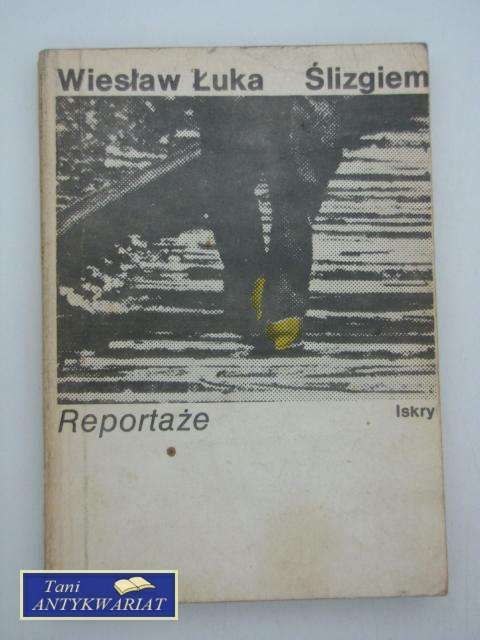 Wiesław Łuka Ślizgiem
Reportaże
Iskry
Tani
ANTYKWARIAT